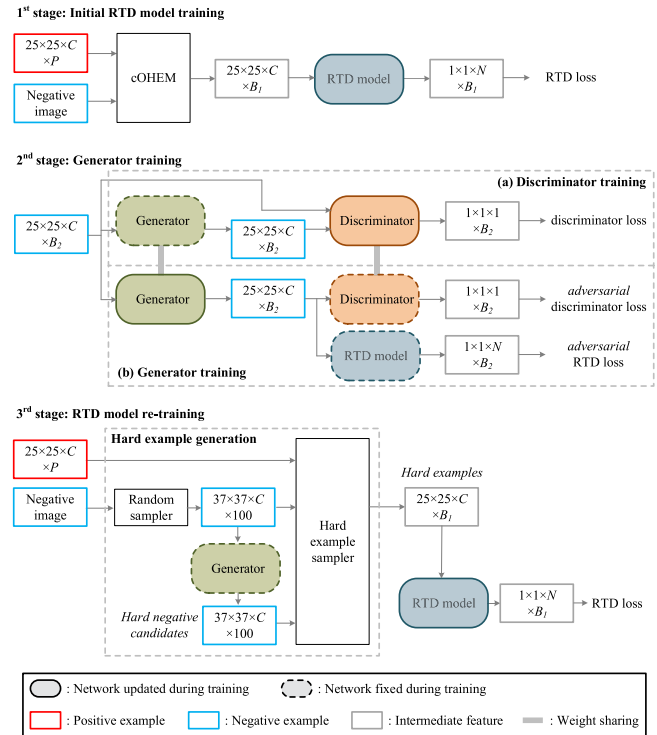 1st stage: Initial RTD model training
25×25×C
×P
Negative
image
cOHEM
25×25×C
×B1
RTD model
1×1×N
×B1
RTD loss
2nd stage: Generator training
(a) Discriminator training
25×25×C
×B2
Generator
25×25×C
×B2
Discriminator
1×1×1
×B2
discriminator loss
Generator
25×25×C
×B2
Discriminator
1×1×1
×B2
adversarial
discriminator loss
RTD model
1×1×N
×B2
adversarial
RTD loss
(b) Generator training
3rd stage: RTD model re-training
Hard example generation
25×25×C
×P
Negative
image
Random
sampler
37×37×C
×100
Generator
Hard negative
candidates
37×37×C
×100
Hard
example
sampler
Hard examples
25×25×C
×B1
RTD model
1×1×N
×B1
RTD loss
: Network updated during training
: Network fixed during training
: Positive example
: Negative example
: Intermediate feature
: Weight sharing